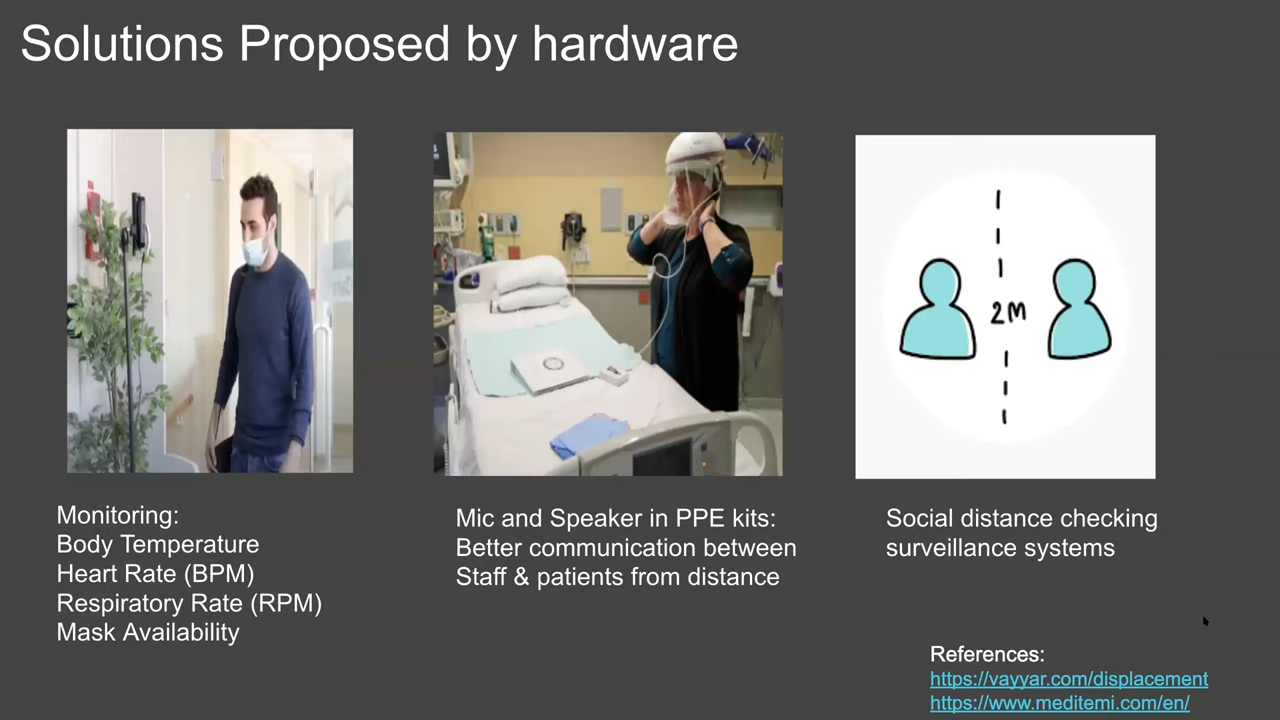 Solutions Proposed by hardware
2M
Monitoring:
Body Temperature
Heart Rate (BPM)
Respiratory Rate (RPM)
Mask Availability
Mic and Speaker in PPE kits:
Better communication between
Staff & patients from distance
Social distance checking
surveillance systems
References:
https://vayyar.com/displacement
https://www.meditemi.com/en/